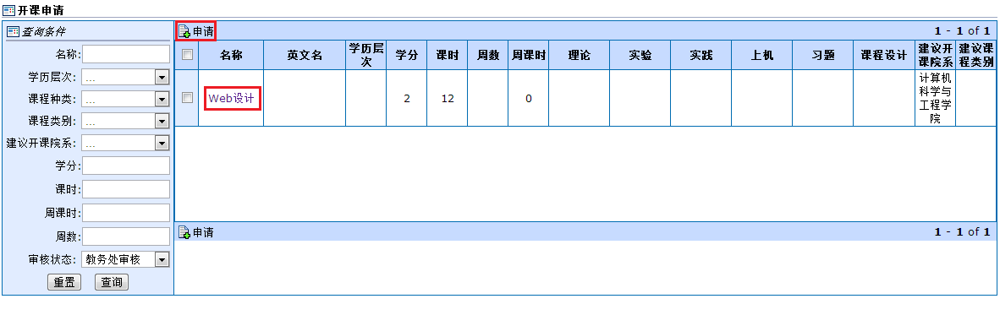 开课申请
查询条件
名称:
学历层次: ...
课程种类: ...
课程类别: ...
建议开课院系: ...
学分:
课时:
周课时:
周数:
审核状态: 教务处审核
重置 查询
申请 1 - 1 of 1
名称 英文名 学历层次 学分 课时 周数 周课时 理论 实验 实践 上机 习题 课程设计 建议开课院系 建议课程类别
Web设计 2 12 0 计算机科学与工程学院
申请 1 - 1 of 1